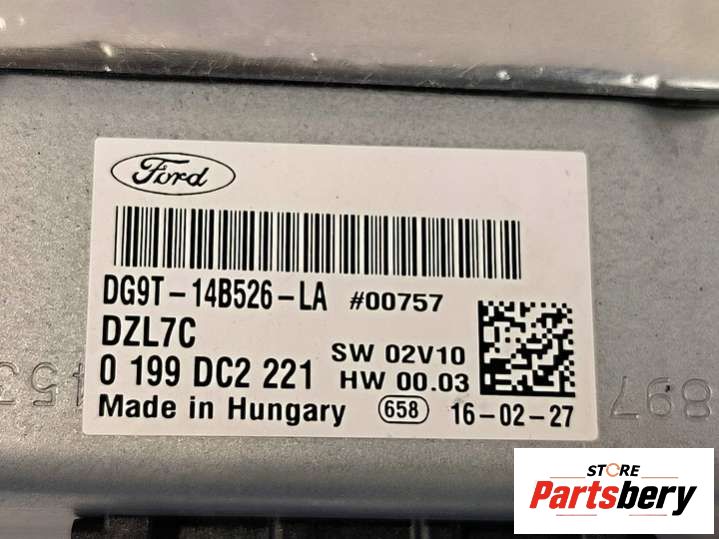 Ford
DG9T-14B526-LA #00757
DZL7C
SW 02V10
0 199 DC2 221
HW 00.03
Made in Hungary 658 16-02-27
897
STORE
Partsbery